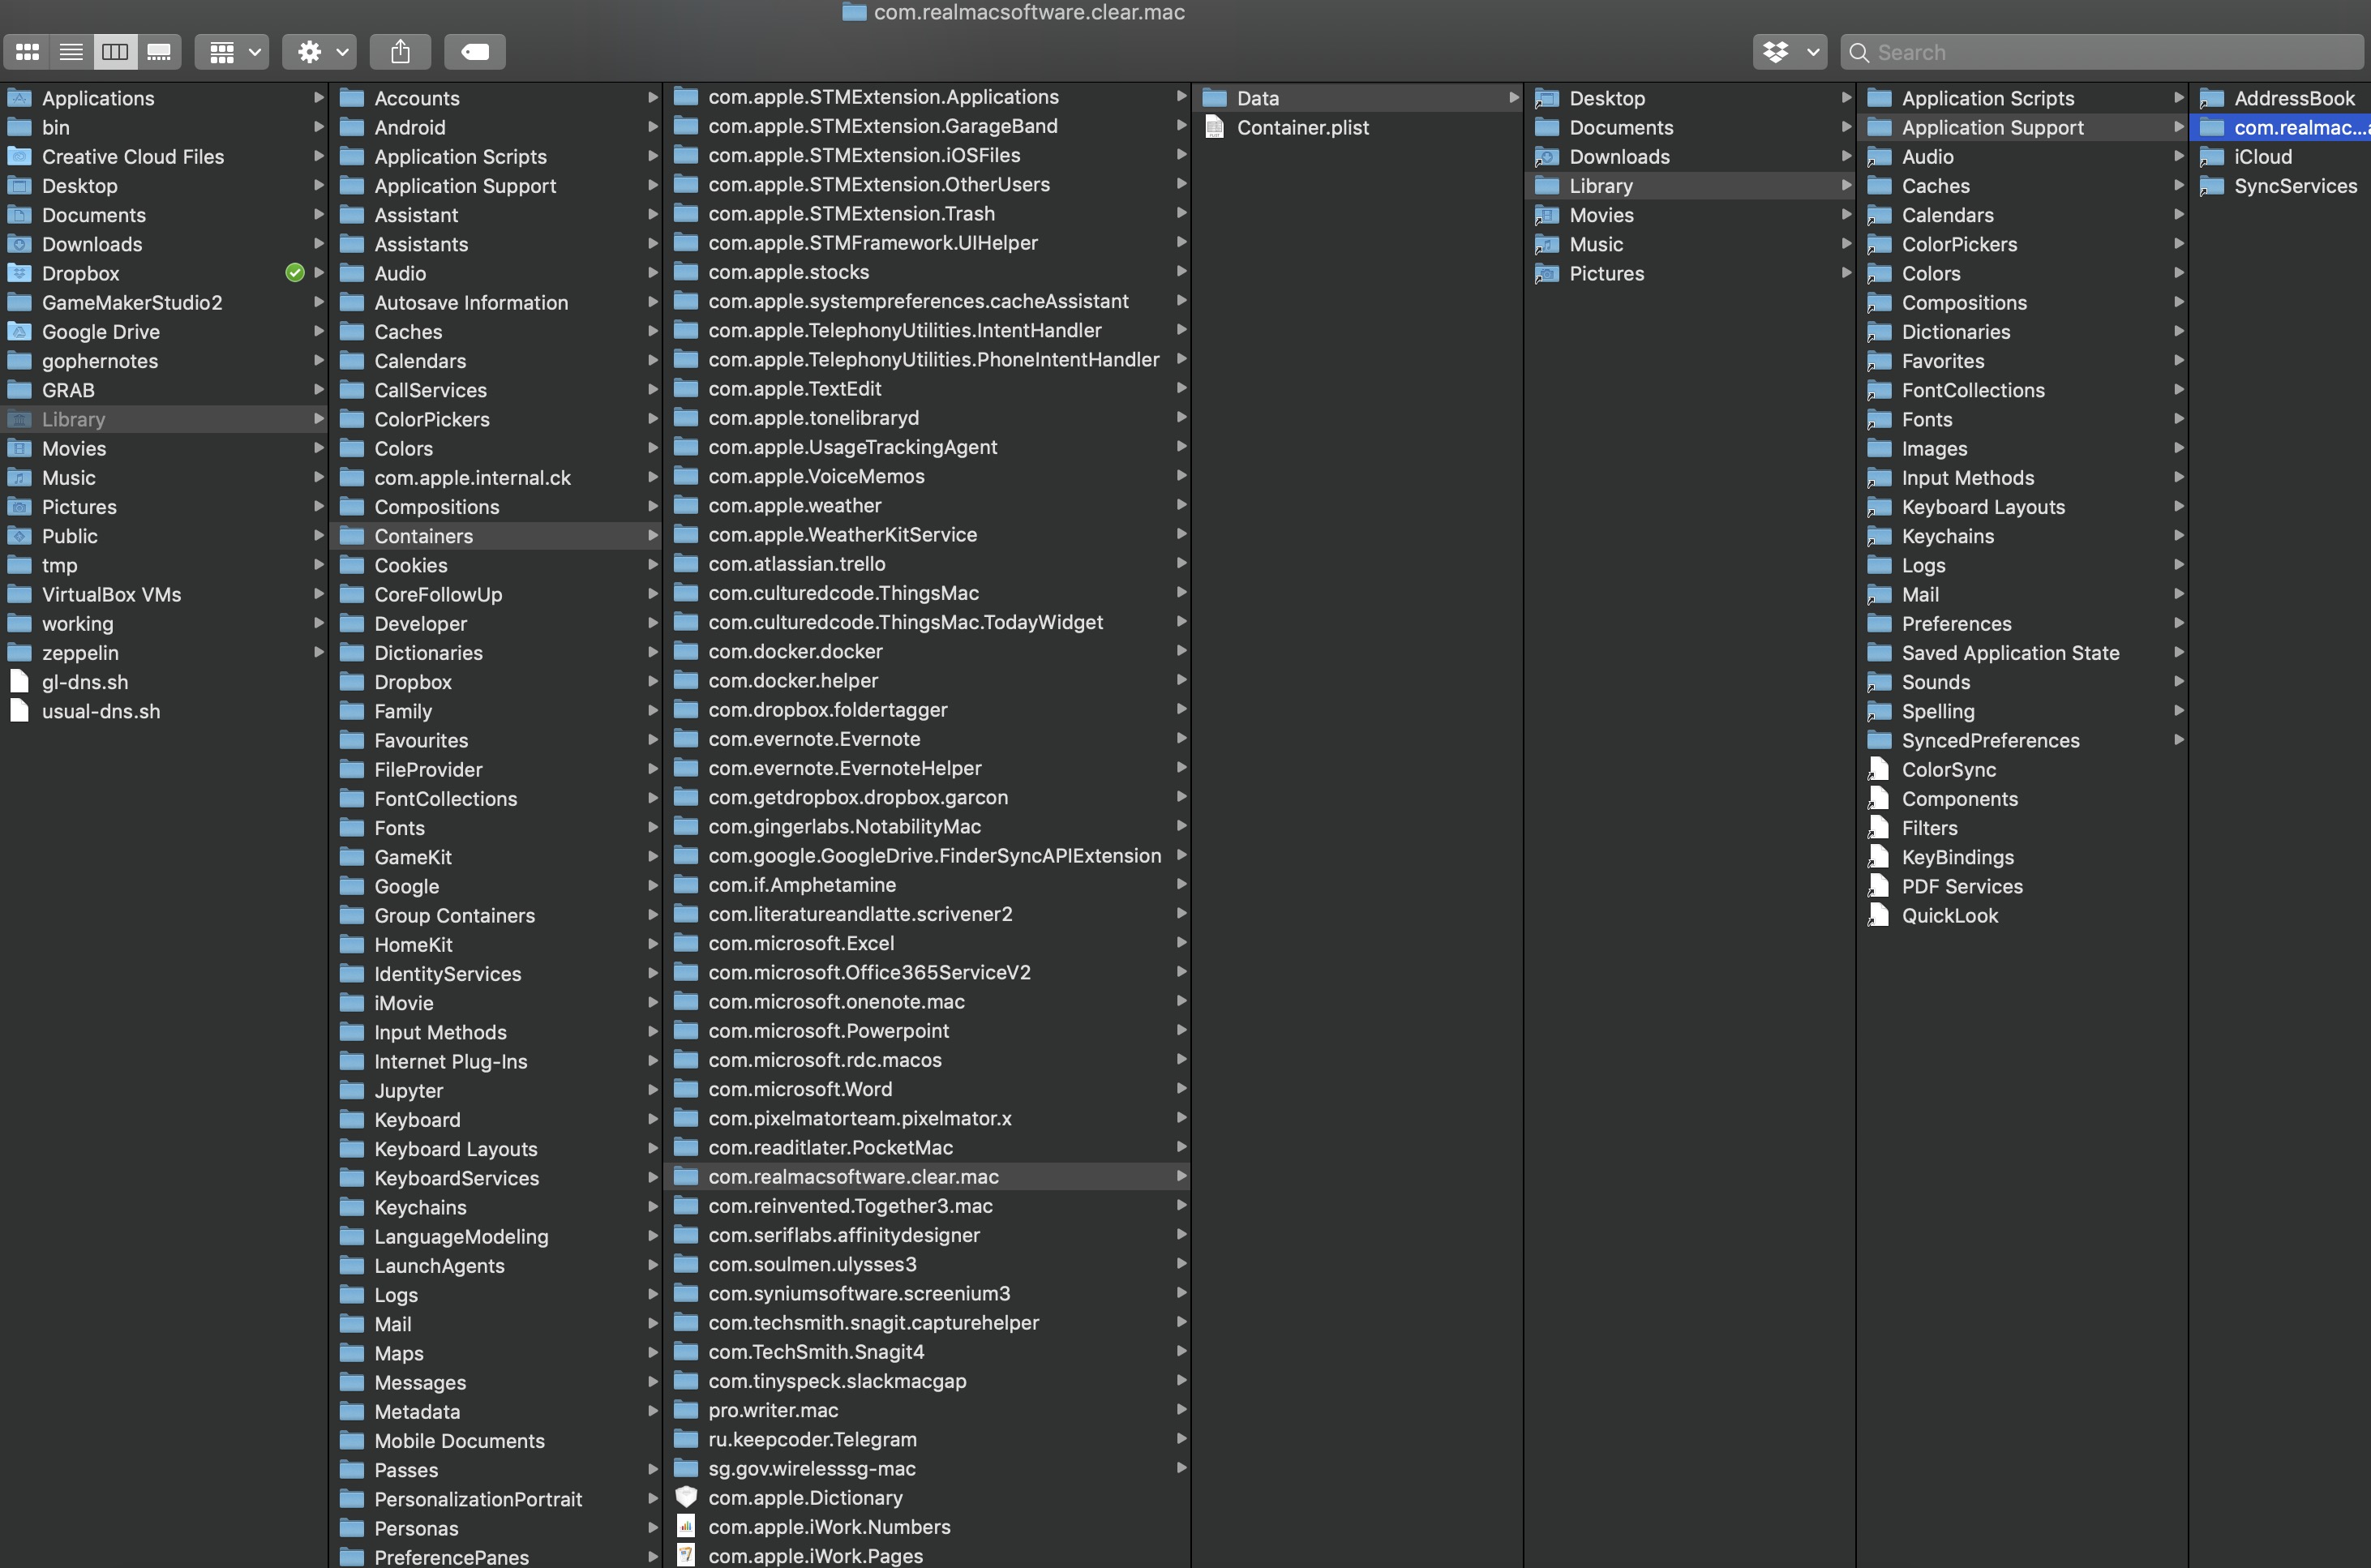 com.realmacsoftware.clear.mac
Search
Applications
bin
Creative Cloud Files
Desktop
Documents
Downloads
Dropbox
GameMakerStudio2
Google Drive
gophernotes
GRAB
Library
Movies
Music
Pictures
Public
tmp
VirtualBox VMs
working
zeppelin
gl-dns.sh
usual-dns.sh
Accounts
Android
Application Scripts
Application Support
Assistant
Assistants
Audio
Autosave Information
Caches
Calendars
CallServices
ColorPickers
Colors
com.apple.internal.ck
Compositions
Containers
Cookies
CoreFollowUp
Developer
Dictionaries
Dropbox
Family
Favourites
FileProvider
FontCollections
Fonts
GameKit
Google
Group Containers
HomeKit
IdentityServices
iMovie
Input Methods
Internet Plug-Ins
Jupyter
Keyboard
Keyboard Layouts
KeyboardServices
Keychains
LanguageModeling
LaunchAgents
Logs
Mail
Maps
Messages
Metadata
Mobile Documents
Passes
PersonalizationPortrait
Personas
PreferencePanes
com.apple.STMExtension.Applications
com.apple.STMExtension.GarageBand
com.apple.STMExtension.iOSFiles
com.apple.STMExtension.OtherUsers
com.apple.STMExtension.Trash
com.apple.STMFramework.UIHelper
com.apple.stocks
com.apple.systempreferences.cacheAssistant
com.apple.TelephonyUtilities.IntentHandler
com.apple.TelephonyUtilities.PhoneIntentHandler
com.apple.TextEdit
com.apple.tonelibraryd
com.apple.UsageTrackingAgent
com.apple.VoiceMemos
com.apple.weather
com.apple.WeatherKitService
com.atlassian.trello
com.culturedcode.ThingsMac
com.culturedcode.ThingsMac.TodayWidget
com.docker.docker
com.docker.helper
com.dropbox.foldertagger
com.evernote.Evernote
com.evernote.EvernoteHelper
com.getdropbox.dropbox.garcon
com.gingerlabs.NotabilityMac
com.google.GoogleDrive.FinderSyncAPIExtension
com.if.Amphetamine
com.literatureandlatte.scrivener2
com.microsoft.Excel
com.microsoft.Office365ServiceV2
com.microsoft.onenote.mac
com.microsoft.Powerpoint
com.microsoft.rdc.macos
com.microsoft.Word
com.pixelmatorteam.pixelmator.x
com.readitlater.PocketMac
com.realmacsoftware.clear.mac
com.reinvented.Together3.mac
com.seriflabs.affinitydesigner
com.soulmen.ulysses3
com.syniumsoftware.screenium3
com.techsmith.snagit.capturehelper
com.TechSmith.Snagit4
com.tinyspeck.slackmacgap
pro.writer.mac
ru.keepcoder.Telegram
sg.gov.wirelesssg-mac
com.apple.Dictionary
com.apple.iWork.Numbers
com.apple.iWork.Pages
Data
Container.plist
Desktop
Documents
Downloads
Library
Movies
Music
Pictures
Application Scripts
Application Support
Audio
Caches
Calendars
ColorPickers
Colors
Compositions
Dictionaries
Favorites
FontCollections
Fonts
Images
Input Methods
Keyboard Layouts
Keychains
Logs
Mail
Preferences
Saved Application State
Sounds
Spelling
SyncedPreferences
ColorSync
Components
Filters
KeyBindings
PDF Services
QuickLook
AddressBook
com.realmac...
iCloud
SyncServices